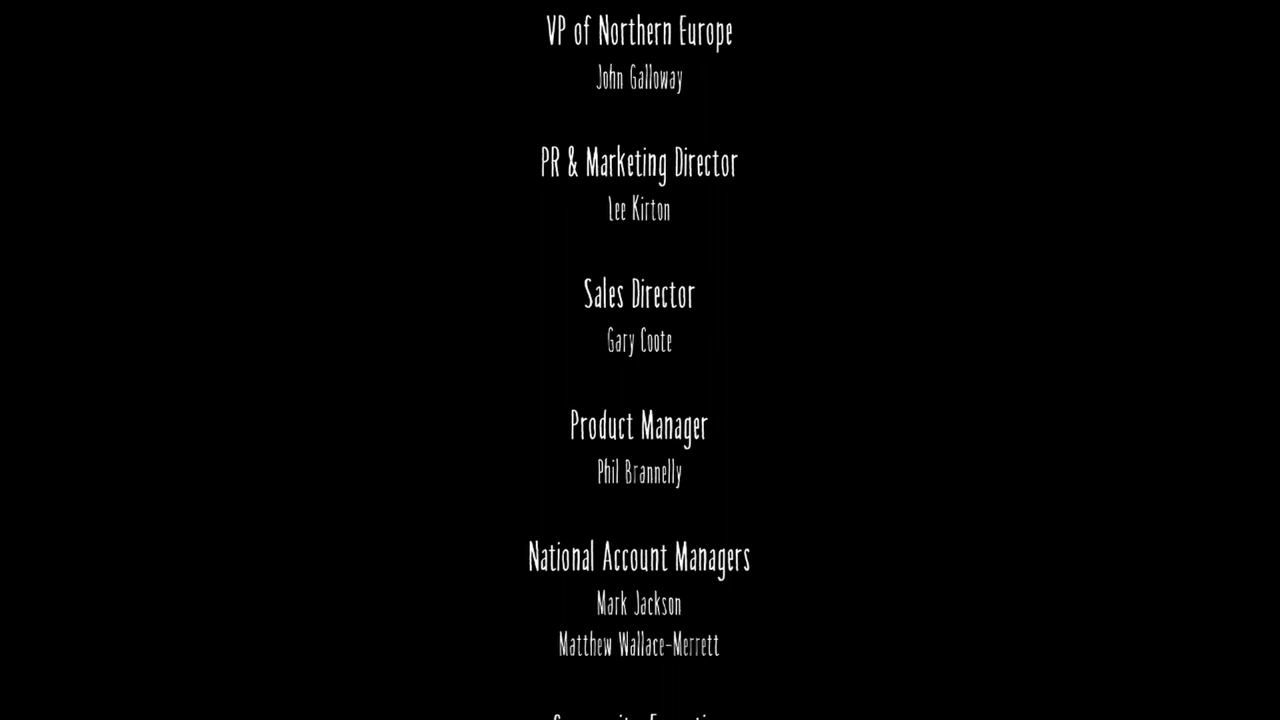 VP of Northern Europe
John Galloway
PR & Marketing Director
Lee Kirton
Sales Director
Gary Coote
Product Manager
Phil Brannelly
National Account Managers
Mark Jackson
Matthew Wallace-Merrett